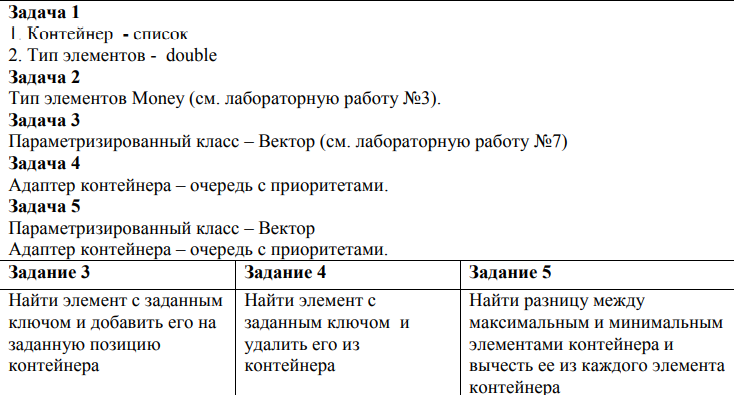 Задача 1
1. Контейнер - список
2. Тип элементов - double
Задача 2
Тип элементов Money (см. лабораторную работу №3).
Задача 3
Параметризированный класс – Вектор (см. лабораторную работу №7)
Задача 4
Адаптер контейнера – очередь с приоритетами.
Задача 5
Параметризированный класс – Вектор
Адаптер контейнера – очередь с приоритетами.
Задание 3
Найти элемент с заданным
ключом и добавить его на
заданную позицию
контейнера
Задание 4
Найти элемент с
заданным ключом и
удалить его из
контейнера
Задание 5
Найти разницу между
максимальным и минимальным
элементами контейнера и
вычесть ее из каждого элемента
контейнера